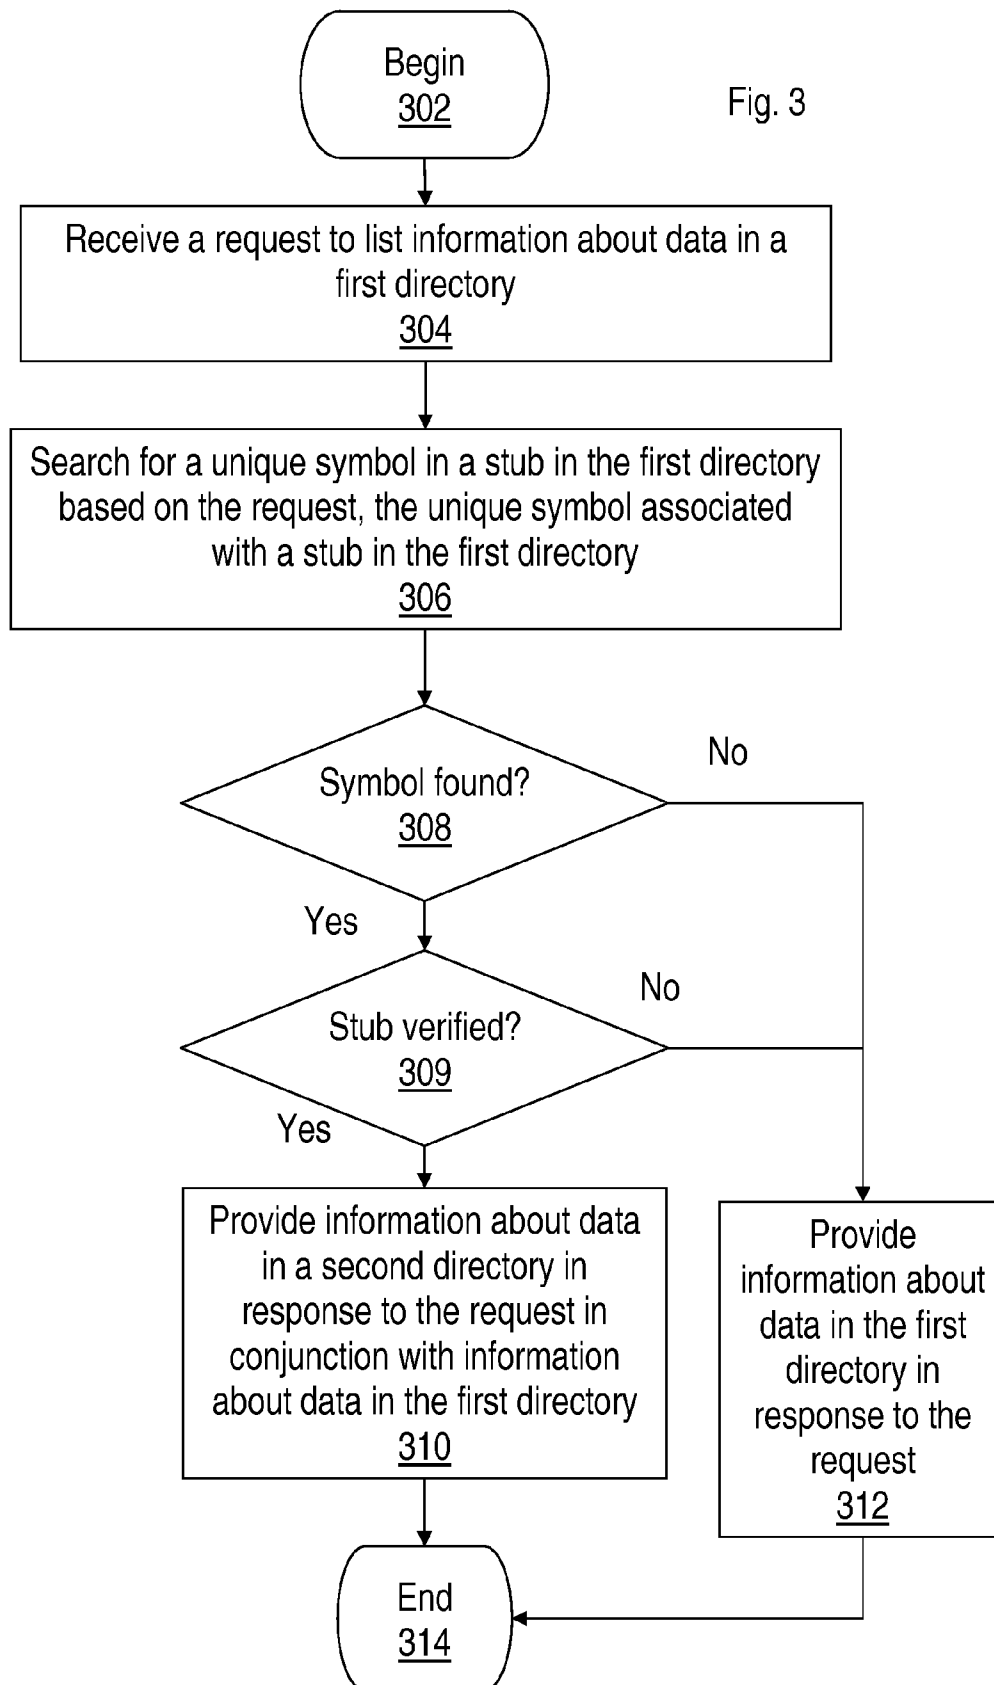 Begin
302
Fig. 3
Receive a request to list information about data in a
first directory
304
Search for a unique symbol in a stub in the first directory
based on the request, the unique symbol associated
with a stub in the first directory
306
Symbol found?
308
No
Yes
Stub verified?
309
No
Yes
Provide information about data
in a second directory in
response to the request in
conjunction with information
about data in the first directory
310
Provide
information about
data in the first
directory in
response to the
request
312
End
314